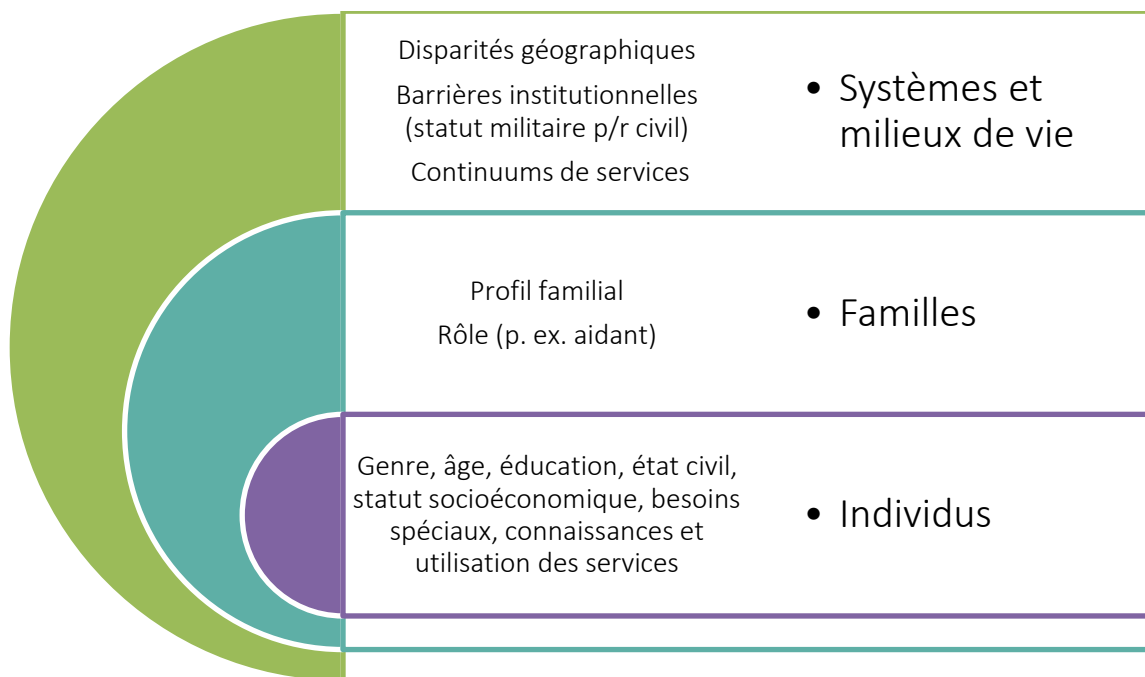 Disparités géographiques
Barrières institutionnelles
(statut militaire p/r civil)
Continuums de services
• Systèmes et
milieux de vie
Profil familial
Rôle (p. ex. aidant)
• Familles
Genre, âge, éducation, état civil,
statut socioéconomique, besoins
spéciaux, connaissances et
utilisation des services
• Individus